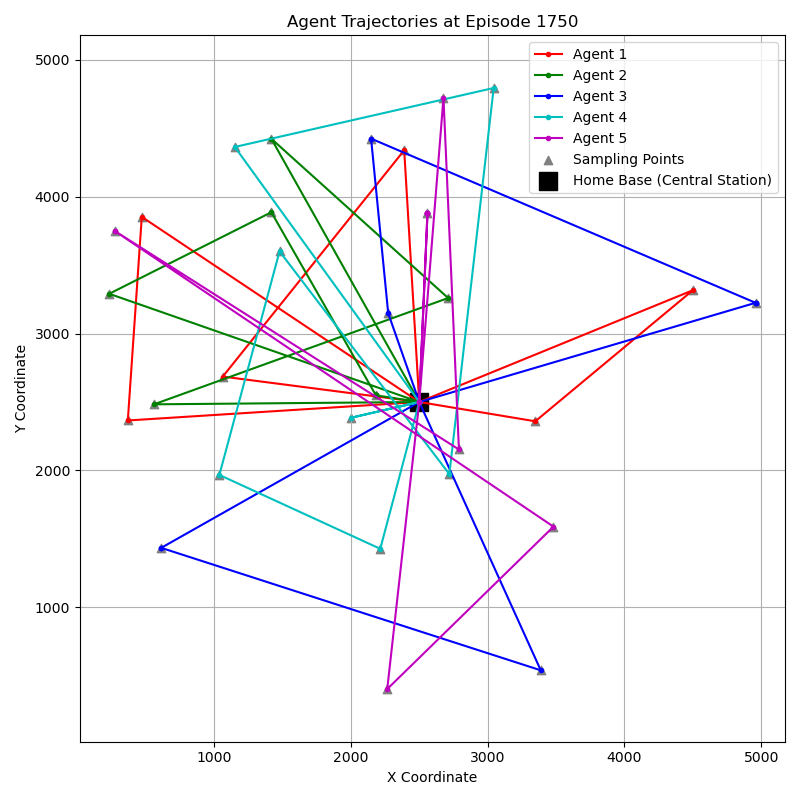 Agent Trajectories at Episode 1750
Agent 1
Agent 2
Agent 3
Agent 4
Agent 5
Sampling Points
Home Base (Central Station)
5000
4000
3000
2000
1000
Y Coordinate
1000
2000
3000
4000
5000
X Coordinate